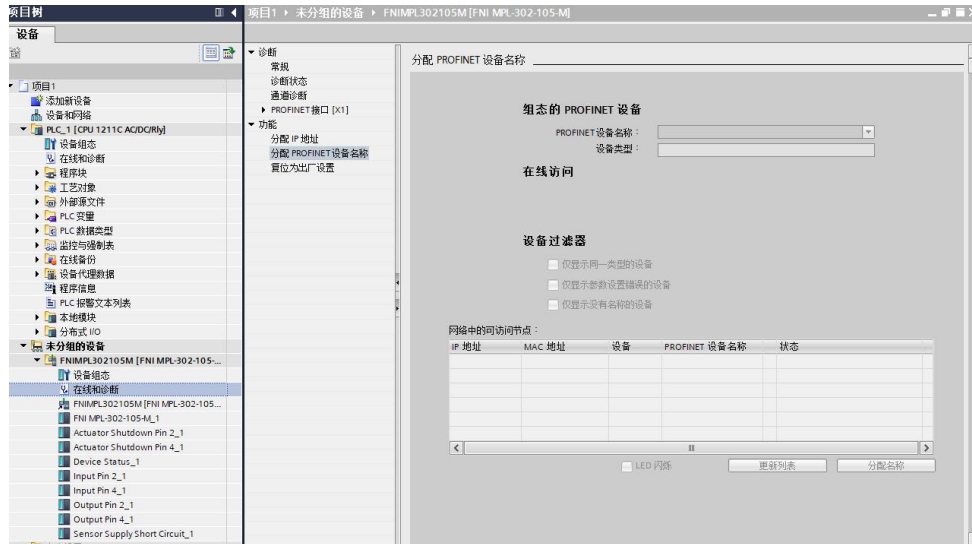 项目树
项目1 ▸ 未分组的设备 ▸ FNIMPL302105M [FNI MPL-302-105-M]
设备
项目1
添加新设备
设备和网络
PLC_1 [CPU 1211C AC/DC/Rly]
设备组态
在线和诊断
程序块
工艺对象
外部源文件
PLC 变量
PLC 数据类型
监控与强制表
在线备份
设备代理数据
程序信息
PLC 报警文本列表
本地模块
分布式 I/O
未分组的设备
FNIMPL302105M [FNI MPL-302-105-...
设备组态
在线和诊断
FNIMPL302105M [FNI MPL-302-105...
FNI MPL-302-105-M_1
Actuator Shutdown Pin 2_1
Actuator Shutdown Pin 4_1
Device Status_1
Input Pin 2_1
Input Pin 4_1
Output Pin 2_1
Output Pin 4_1
Sensor Supply Short Circuit_1
诊断
常规
诊断状态
通道诊断
PROFINET 接口 [X1]
功能
分配 IP 地址
分配 PROFINET 设备名称
复位为出厂设置
分配 PROFINET 设备名称
组态的 PROFINET 设备
PROFINET 设备名称：
设备类型：
在线访问
设备过滤器
仅显示同一类型的设备
仅显示参数设置错误的设备
仅显示没有名称的设备
网络中的可访问节点：
IP 地址 MAC 地址 设备 PROFINET 设备名称 状态
LED 闪烁 更新列表 分配名称